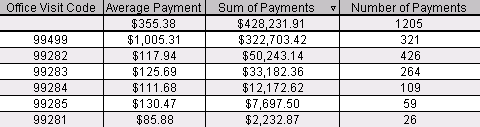 Office Visit Code Average Payment Sum of Payments ▿ Number of Payments
$355.38 $428,231.91 1205
99499 $1,005.31 $322,703.42 321
99282 $117.94 $50,243.14 426
99283 $125.69 $33,182.36 264
99284 $111.68 $12,172.62 109
99285 $130.47 $7,697.50 59
99281 $85.88 $2,232.87 26